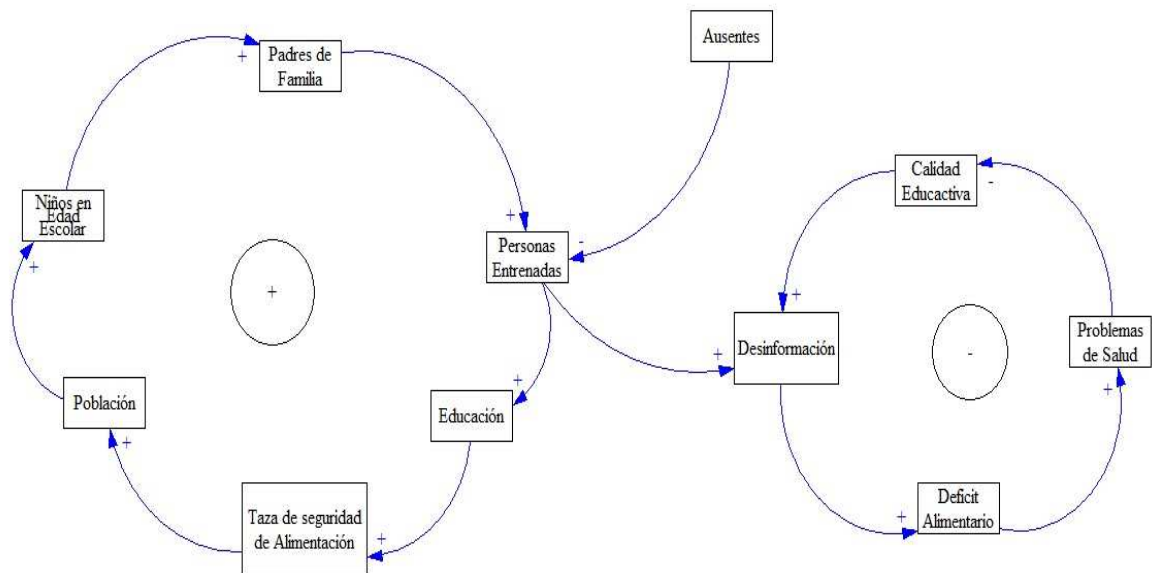 Padres de
Familia
+
Ausentes
Niños en
Edad
Escolar
+
Personas
Entrenadas
+
-
Calidad
Educactiva
-
+
Desinformación
+
+
-
Problemas
de Salud
+
Población
+
Educación
+
Taza de seguridad
de Alimentación
+
Deficit
Alimentario
+